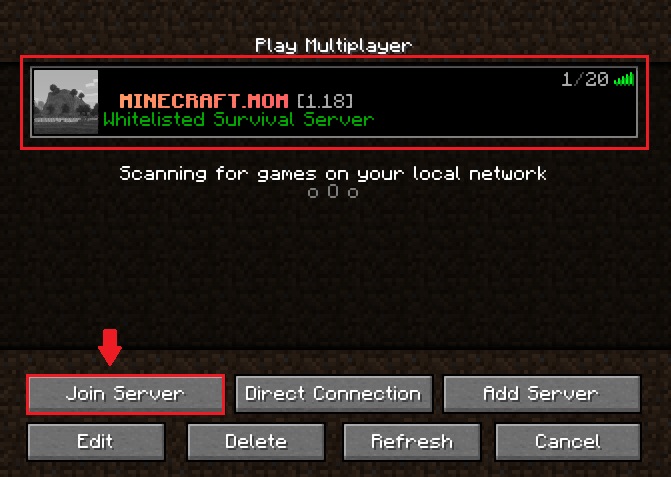 Play Multiplayer
1/20
MINECRAFT.MOM [1.18]
Whitelisted Survival Server
Scanning for games on your local network
o O o
Join Server
Direct Connection
Add Server
Edit
Delete
Refresh
Cancel